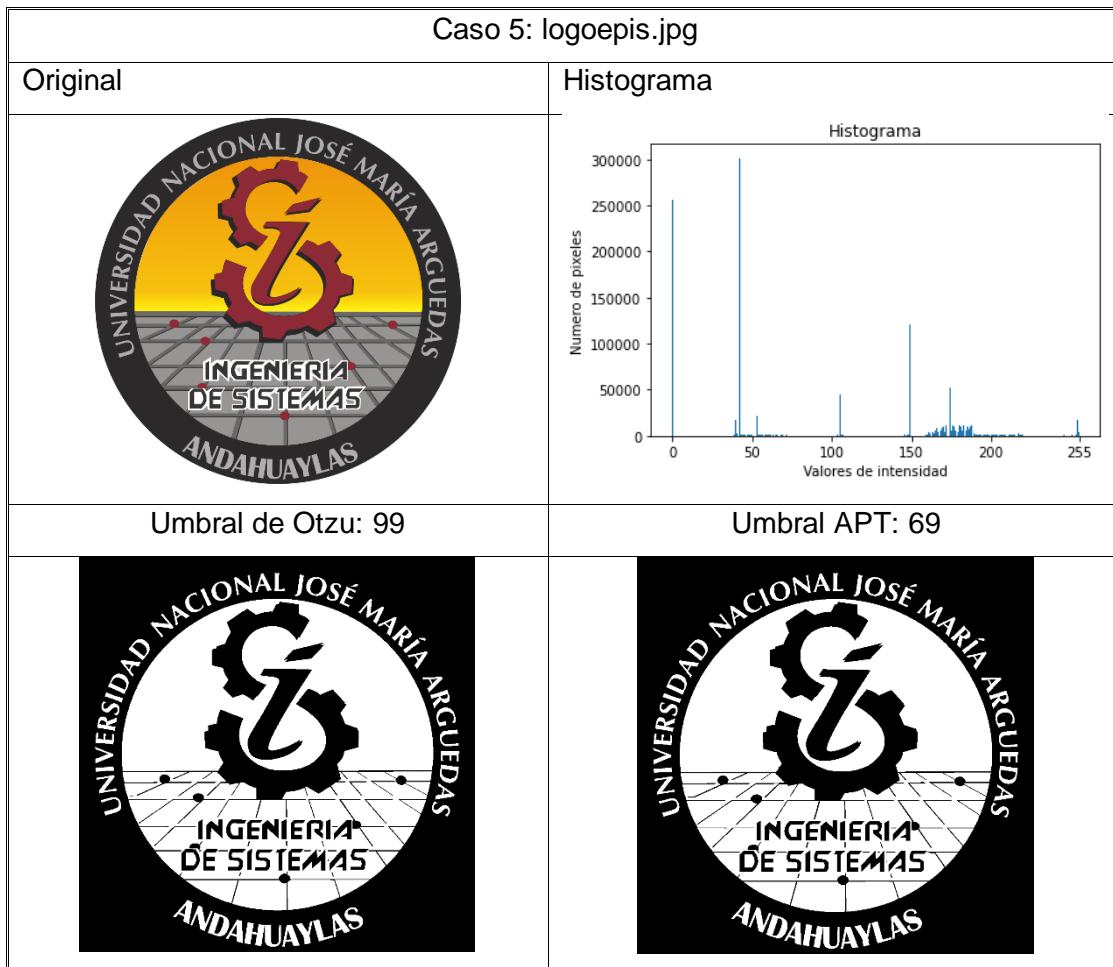 Caso 5: logoepis.jpg
Original
Histograma
UNIVERSIDAD NACIONAL JOSÉ MARÍA ARGUEDAS
INGENIERIA
DE SISTEMAS
ANDAHUAYLAS
Histograma
Numero de pixeles
300000
250000
200000
150000
100000
50000
0
0 50 100 150 200 255
Valores de intensidad
Umbral de Otzu: 99
Umbral APT: 69
UNIVERSIDAD NACIONAL JOSÉ MARÍA ARGUEDAS
INGENIERIA
DE SISTEMAS
ANDAHUAYLAS
UNIVERSIDAD NACIONAL JOSÉ MARÍA ARGUEDAS
INGENIERIA
DE SISTEMAS
ANDAHUAYLAS